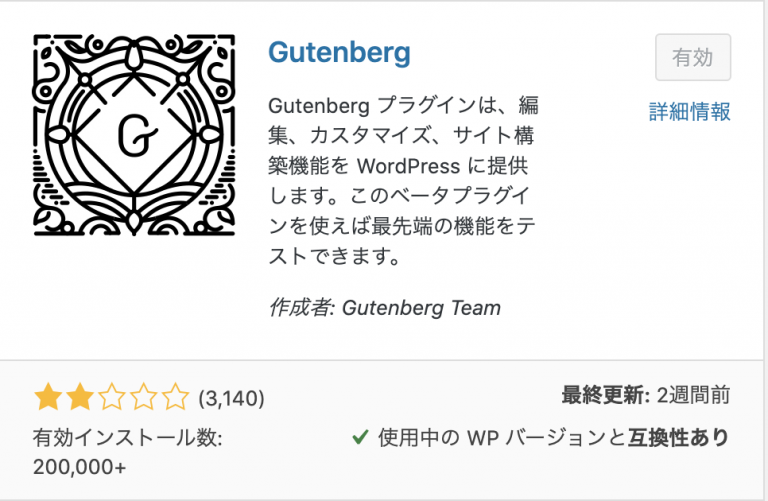 Gutenberg
有効
詳細情報
Gutenberg プラグインは、編
集、カスタマイズ、サイト構
築機能を WordPress に提供
します。このベータプラグイ
ンを使えば最先端の機能をテ
ストできます。
作成者: Gutenberg Team
G
(3,140)
最終更新: 2週間前
有効インストール数:
200,000+
使用中の WP バージョンと互換性あり